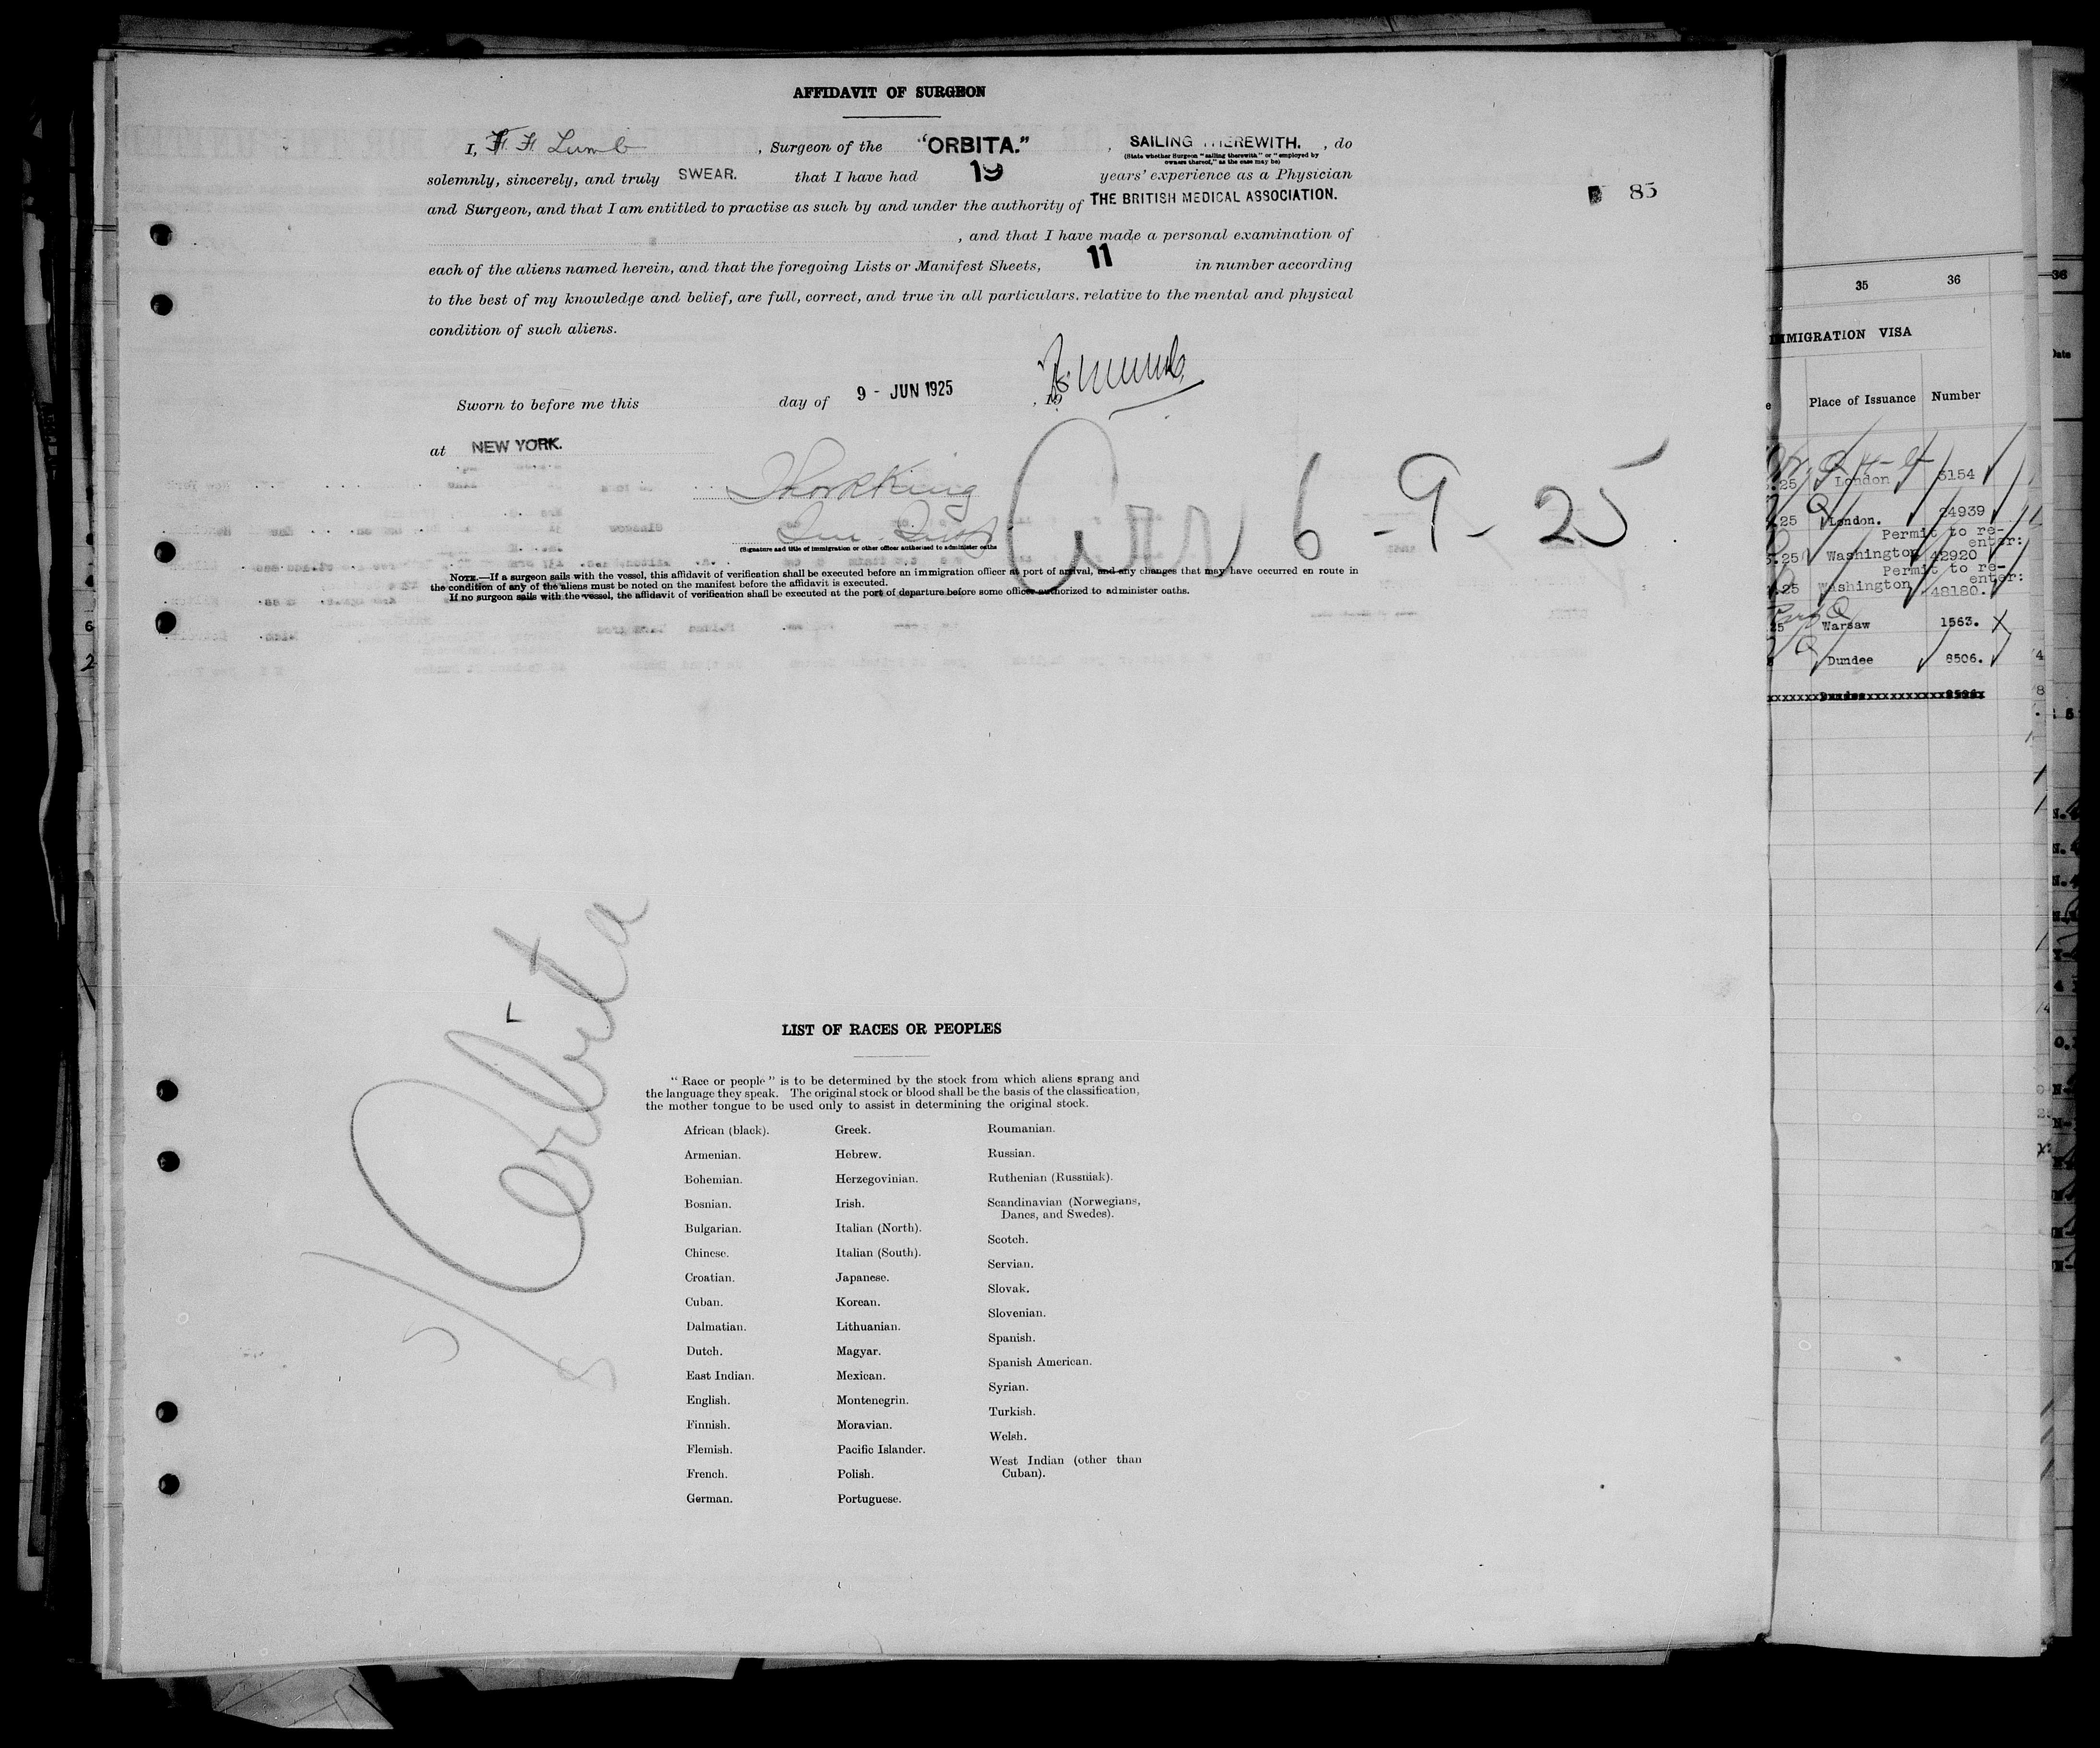 AFFIDAVIT OF SURGEON
I, F. F. Lumb, Surgeon of the "ORBITA.", SAILING THEREWITH., do
(State whether Surgeon "sailing therewith" or "employed by
owners thereof," as the case may be)
solemnly, sincerely, and truly SWEAR. that I have had 19 years' experience as a Physician
85
and Surgeon, and that I am entitled to practise as such by and under the authority of THE BRITISH MEDICAL ASSOCIATION.
, and that I have made a personal examination of
each of the aliens named herein, and that the foregoing Lists or Manifest Sheets, 11 in number according
to the best of my knowledge and belief, are full, correct, and true in all particulars. relative to the mental and physical
condition of such aliens.
Sworn to before me this day of 9 - JUN 1925, 19
at NEW YORK.
6-9-25
(Signature and title of immigration or other officer authorised to administer oaths
NOTE.—If a surgeon sails with the vessel, this affidavit of verification shall be executed before an immigration officer at port of arrival, and any changes that may have occurred en route in
the condition of any of the aliens must be noted on the manifest before the affidavit is executed.
If no surgeon sails with the vessel, the affidavit of verification shall be executed at the port of departure before some officer authorized to administer oaths.
Orbita
LIST OF RACES OR PEOPLES
"Race or people" is to be determined by the stock from which aliens sprang and
the language they speak. The original stock or blood shall be the basis of the classification,
the mother tongue to be used only to assist in determining the original stock.
African (black).
Armenian.
Bohemian.
Bosnian.
Bulgarian.
Chinese.
Croatian.
Cuban.
Dalmatian.
Dutch.
East Indian.
English.
Finnish.
Flemish.
French.
German.
Greek.
Hebrew.
Herzegovinian.
Irish.
Italian (North).
Italian (South).
Japanese.
Korean.
Lithuanian.
Magyar.
Mexican.
Montenegrin.
Moravian.
Pacific Islander.
Polish.
Portuguese.
Roumanian.
Russian.
Ruthenian (Russniak).
Scandinavian (Norwegians,
Danes, and Swedes).
Scotch.
Servian.
Slovak.
Slovenian.
Spanish.
Spanish American.
Syrian.
Turkish.
Welsh.
West Indian (other than
Cuban).
35 36
IMMIGRATION VISA
Place of Issuance Number
25 London 5154
25 London. 24939
Permit to re-
enter:
25 Washington 42920
Permit to re-
enter:
25 Washington 48180.
25 Warsaw 1563.
Dundee 8506.